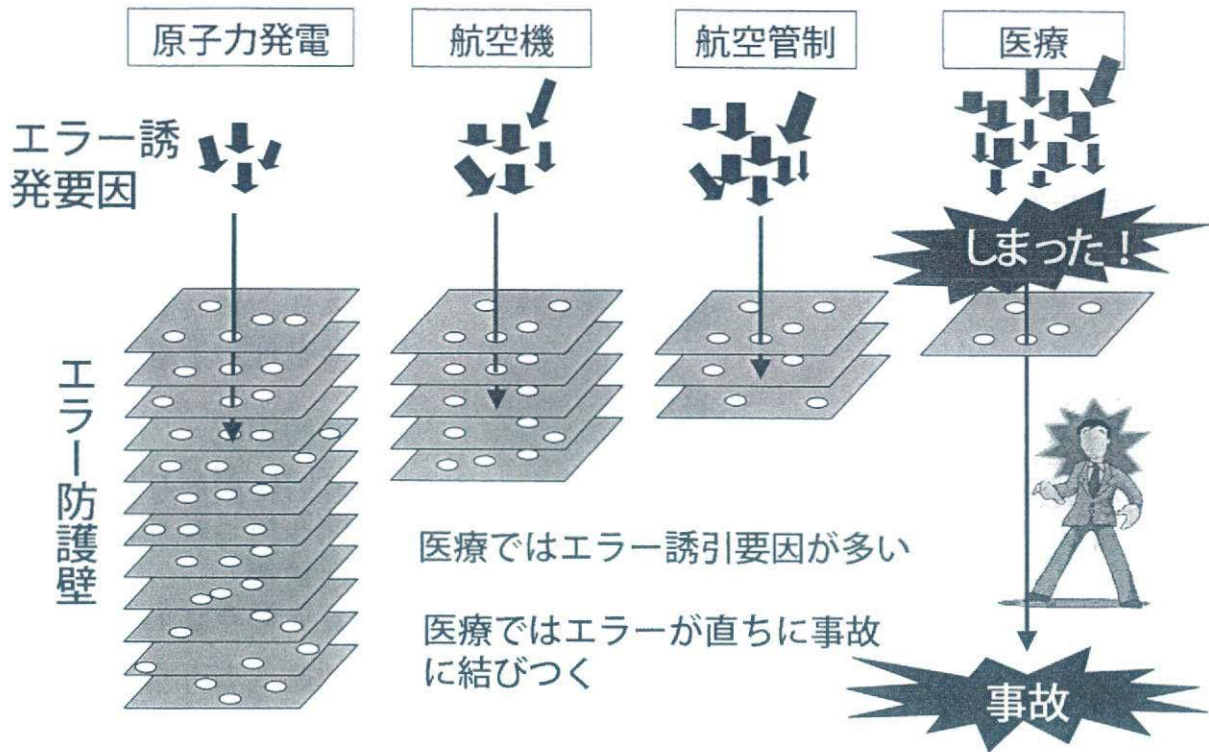 原子力発電
航空機
航空管制
医療
エラー誘
発要因
しまった！
エラー防護壁
医療ではエラー誘引要因が多い
医療ではエラーが直ちに事故
に結びつく
事故